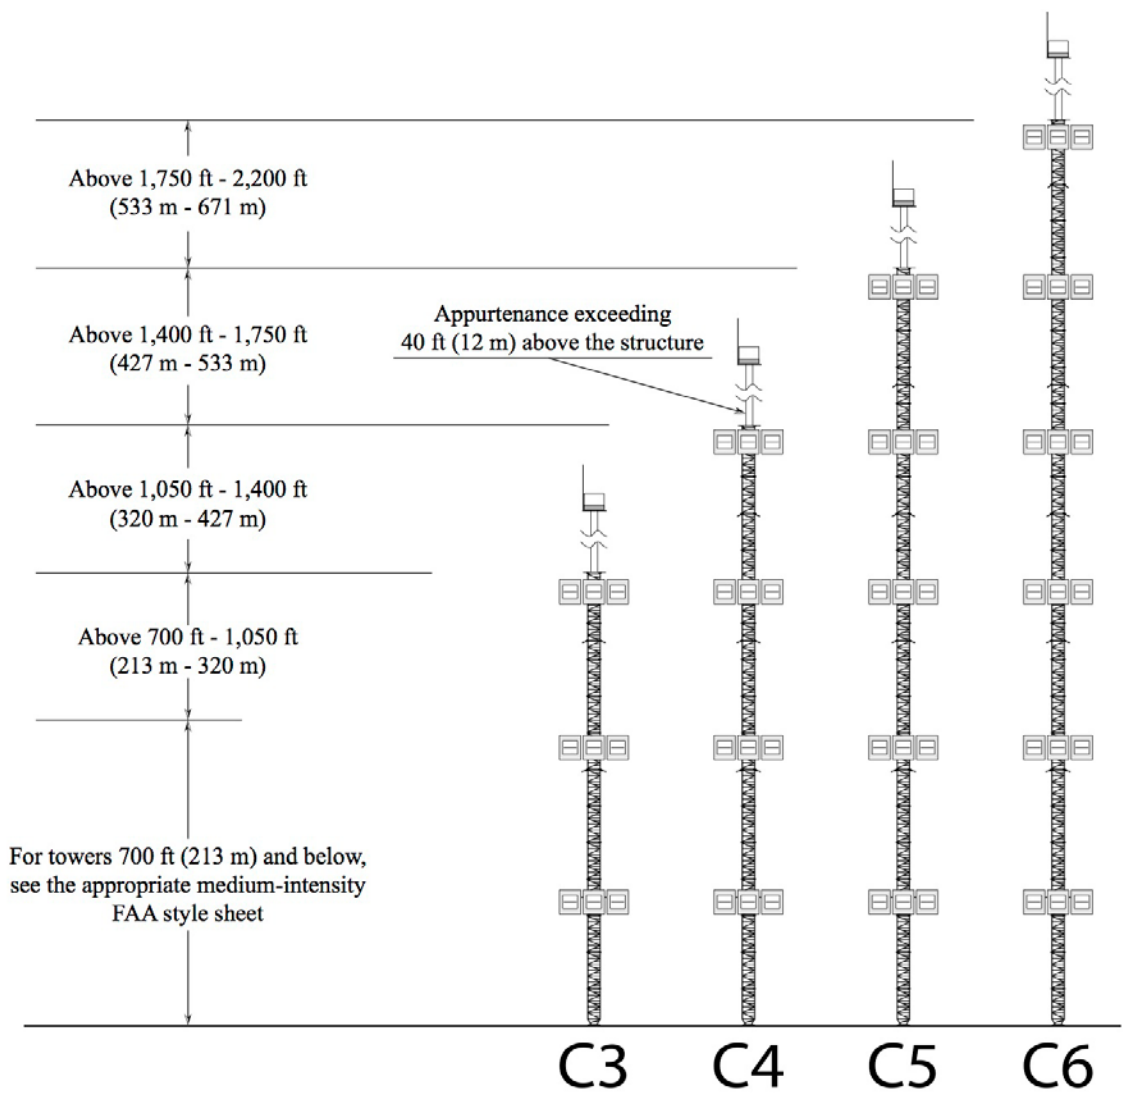 Above 1,750 ft - 2,200 ft
(533 m - 671 m)
Appurtenance exceeding
40 ft (12 m) above the structure
Above 1,400 ft - 1,750 ft
(427 m - 533 m)
Above 1,050 ft - 1,400 ft
(320 m - 427 m)
Above 700 ft - 1,050 ft
(213 m - 320 m)
For towers 700 ft (213 m) and below,
see the appropriate medium-intensity
FAA style sheet
C3 C4 C5 C6